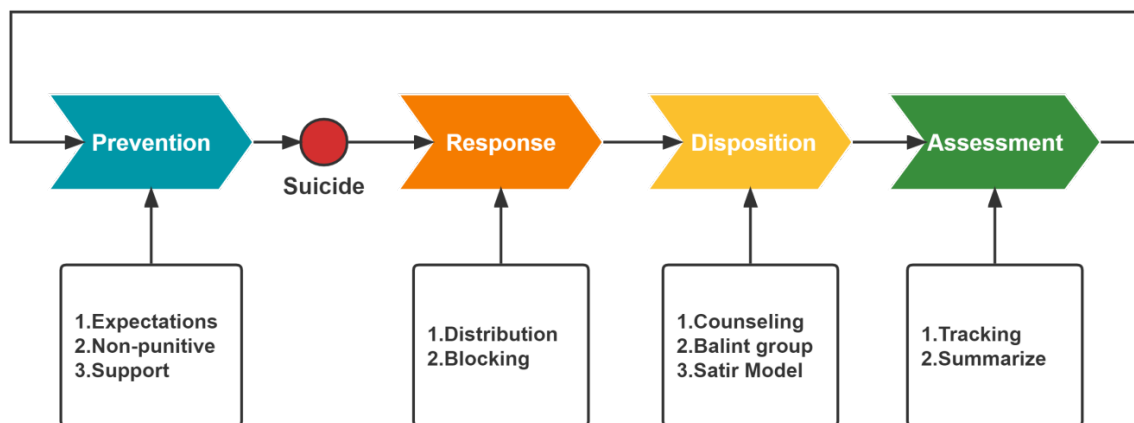 Prevention
Suicide
Response
Disposition
Assessment
1.Expectations
2.Non-punitive
3.Support
1.Distribution
2.Blocking
1.Counseling
2.Balint group
3.Satir Model
1.Tracking
2.Summarize